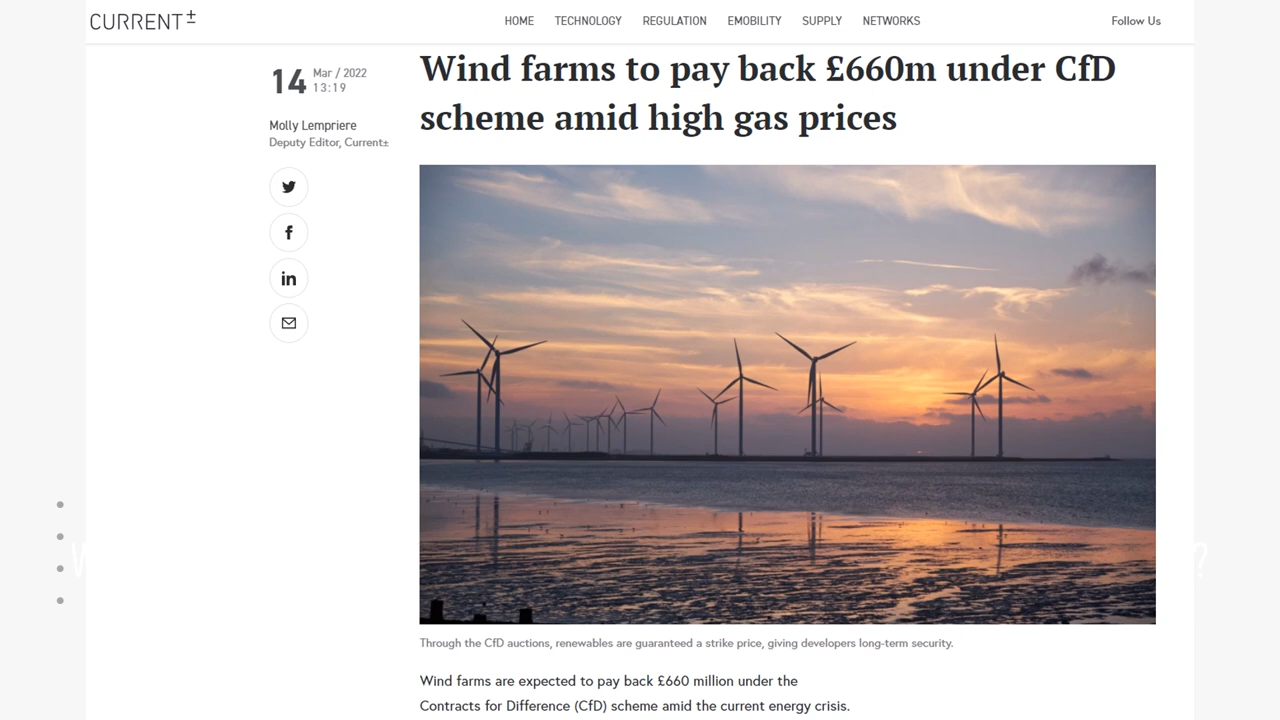 CURRENT±
HOME TECHNOLOGY REGULATION EMOBILITY SUPPLY NETWORKS
Follow Us
14 Mar / 2022
13:19
Molly Lempriere
Deputy Editor, Current±
Wind farms to pay back £660m under CfD
scheme amid high gas prices
Through the CfD auctions, renewables are guaranteed a strike price, giving developers long-term security.
Wind farms are expected to pay back £660 million under the
Contracts for Difference (CfD) scheme amid the current energy crisis.